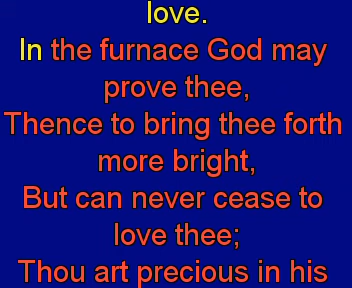 love.
In the furnace God may
prove thee,
Thence to bring thee forth
more bright,
But can never cease to
love thee;
Thou art precious in his